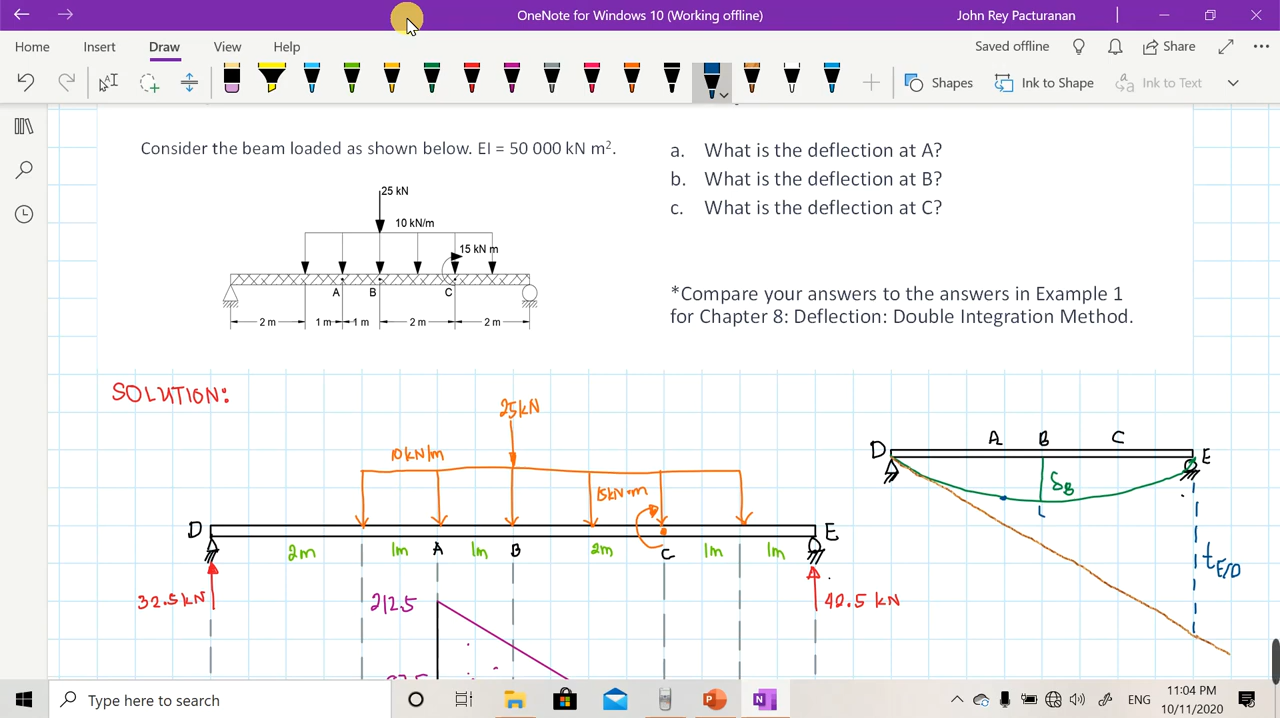 OneNote for Windows 10 (Working offline)
John Rey Pacturanan
Home Insert Draw View Help
Saved offline
Share
Shapes
Ink to Shape
Ink to Text
Consider the beam loaded as shown below. EI = 50 000 kN m².
a. What is the deflection at A?
b. What is the deflection at B?
c. What is the deflection at C?
25 kN
10 kN/m
15 kN m
A B C
2 m 1 m 1 m 2 m 2 m
*Compare your answers to the answers in Example 1
for Chapter 8: Deflection: Double Integration Method.
SOLUTION:
25kN
10kN/m
15kN·m
D E
2m 1m A 1m B 2m C 1m 1m
32.5kN
212.5
A B C
D E
δB
tE/D
Type here to search
ENG
11:04 PM
10/11/2020